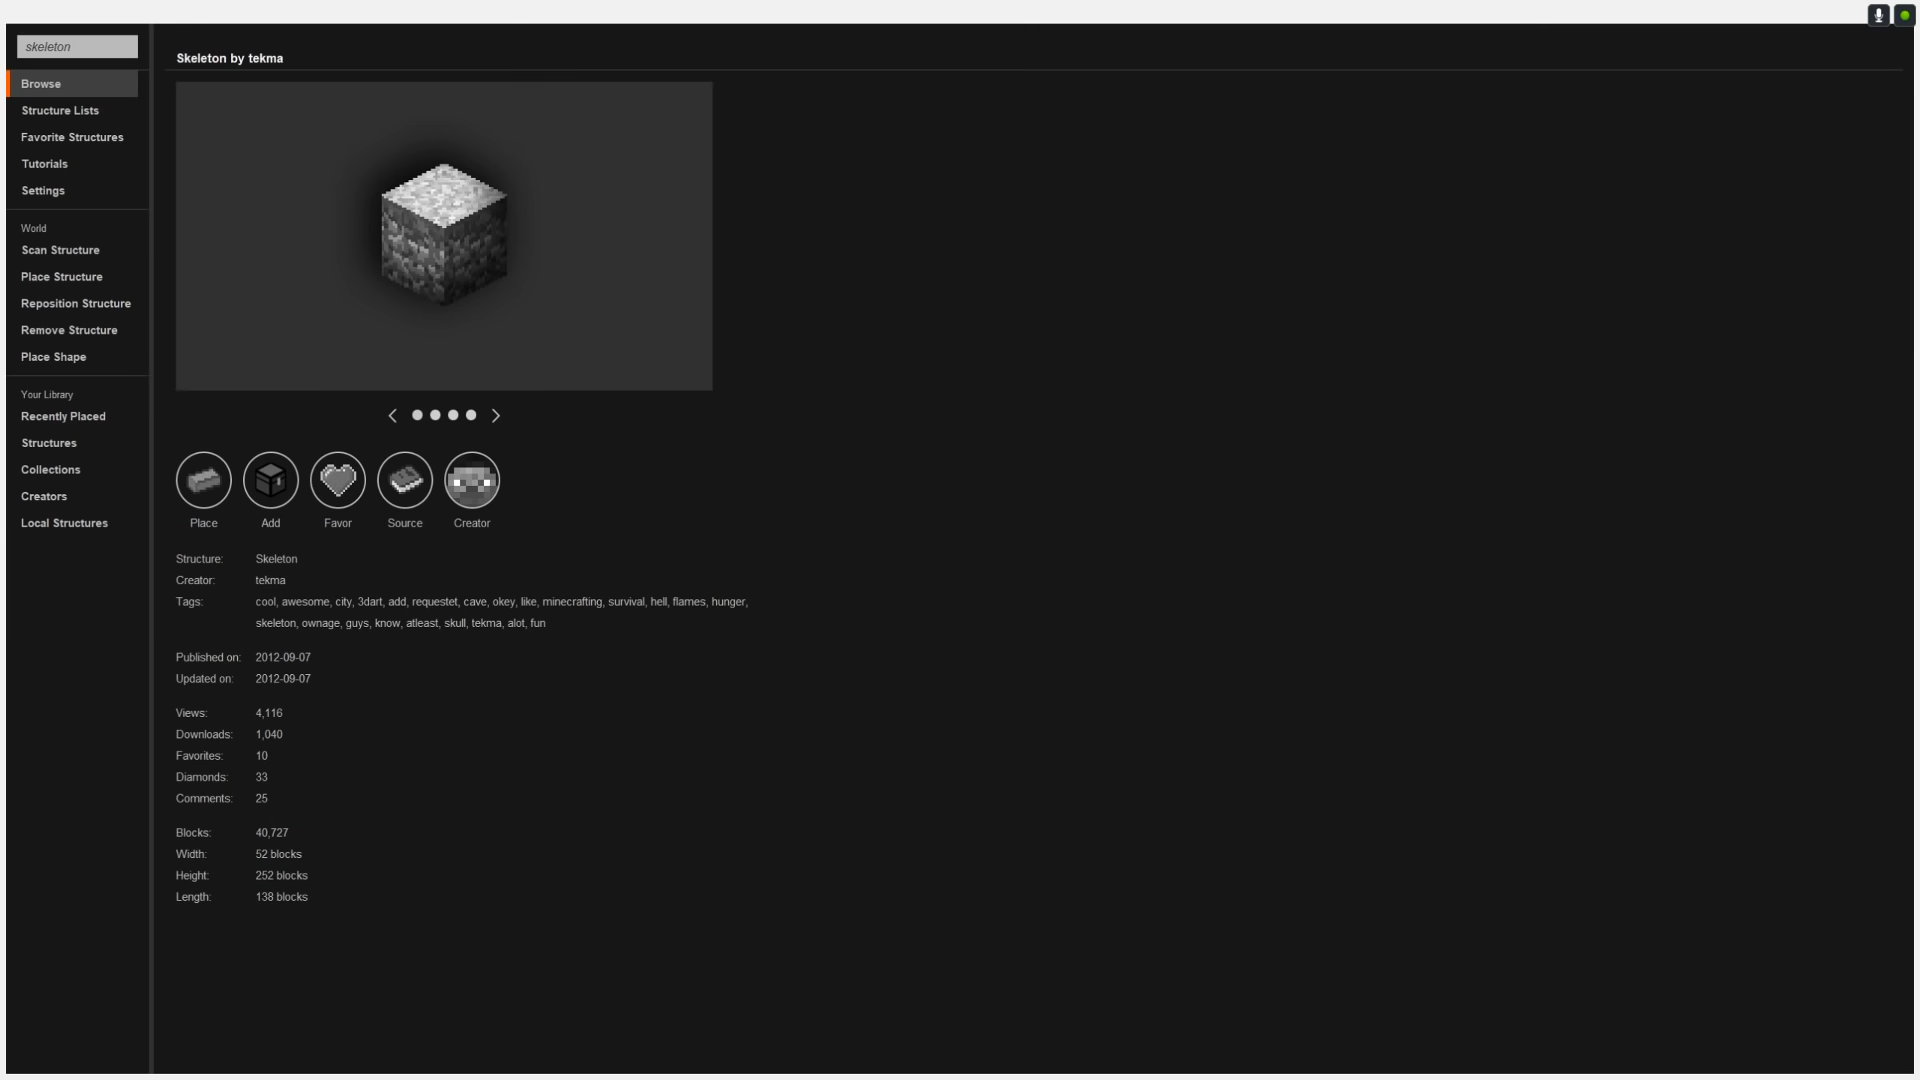 skeleton
Browse
Structure Lists
Favorite Structures
Tutorials
Settings
World
Scan Structure
Place Structure
Reposition Structure
Remove Structure
Place Shape
Your Library
Recently Placed
Structures
Collections
Creators
Local Structures
Skeleton by tekma
Place Add Favor Source Creator
Structure: Skeleton
Creator: tekma
Tags: cool, awesome, city, 3dart, add, requestet, cave, okey, like, minecrafting, survival, hell, flames, hunger,
skeleton, ownage, guys, know, atleast, skull, tekma, alot, fun
Published on: 2012-09-07
Updated on: 2012-09-07
Views: 4,116
Downloads: 1,040
Favorites: 10
Diamonds: 33
Comments: 25
Blocks: 40,727
Width: 52 blocks
Height: 252 blocks
Length: 138 blocks